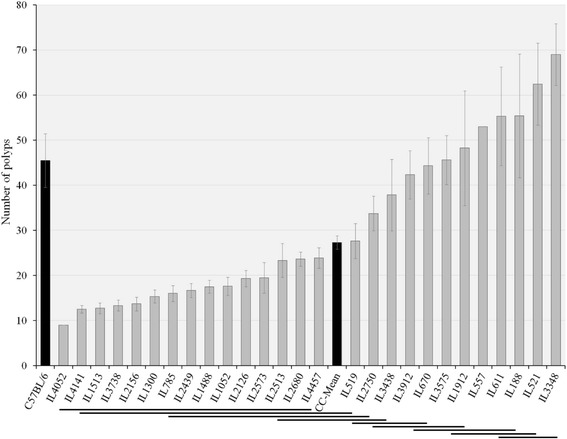 80
70
60
50
40
30
20
10
0
Number of polyps
C57BL/6
IL4052
IL4141
IL1513
IL3738
IL2156
IL1300
IL785
IL2439
IL1488
IL1052
IL2126
IL2573
IL2513
IL2680
IL4457
CC-Mean
IL519
IL2750
IL3438
IL3912
IL670
IL3575
IL1912
IL557
IL611
IL188
IL521
IL3348